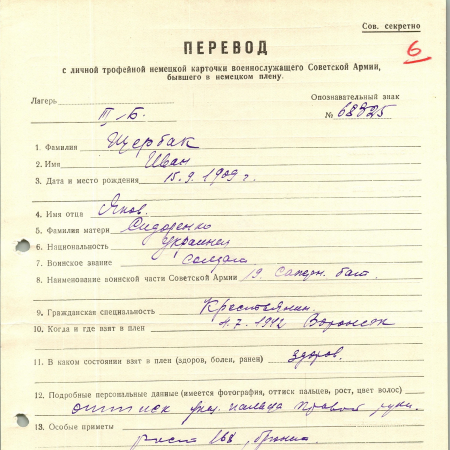 Сов. секретно
6
ПЕРЕВОД
с личной трофейной немецкой карточки военнослужащего Советской Армии,
бывшего в немецком плену.
Лагерь
Опознавательный знак
III/Б.
№ 68825
1. Фамилия Щербак
2. Имя Иван
3. Дата и место рождения 15.9.1909 г.
4. Имя отца Яков.
5. Фамилия матери Сидоренко
6. Национальность Украинец
7. Воинское звание солдат
8. Наименование воинской части Советской Армии 19. саперн. бат.
9. Гражданская специальность Крестьянин.
10. Когда и где взят в плен 4.7.1942 Воронеж
11. В каком состоянии взят в плен (здоров, болен, ранен) здоров.
12. Подробные персональные данные (имеется фотография, оттиск пальцев, рост, цвет волос)
оттиск указ. пальца правой руки.
13. Особые приметы
рост 168,